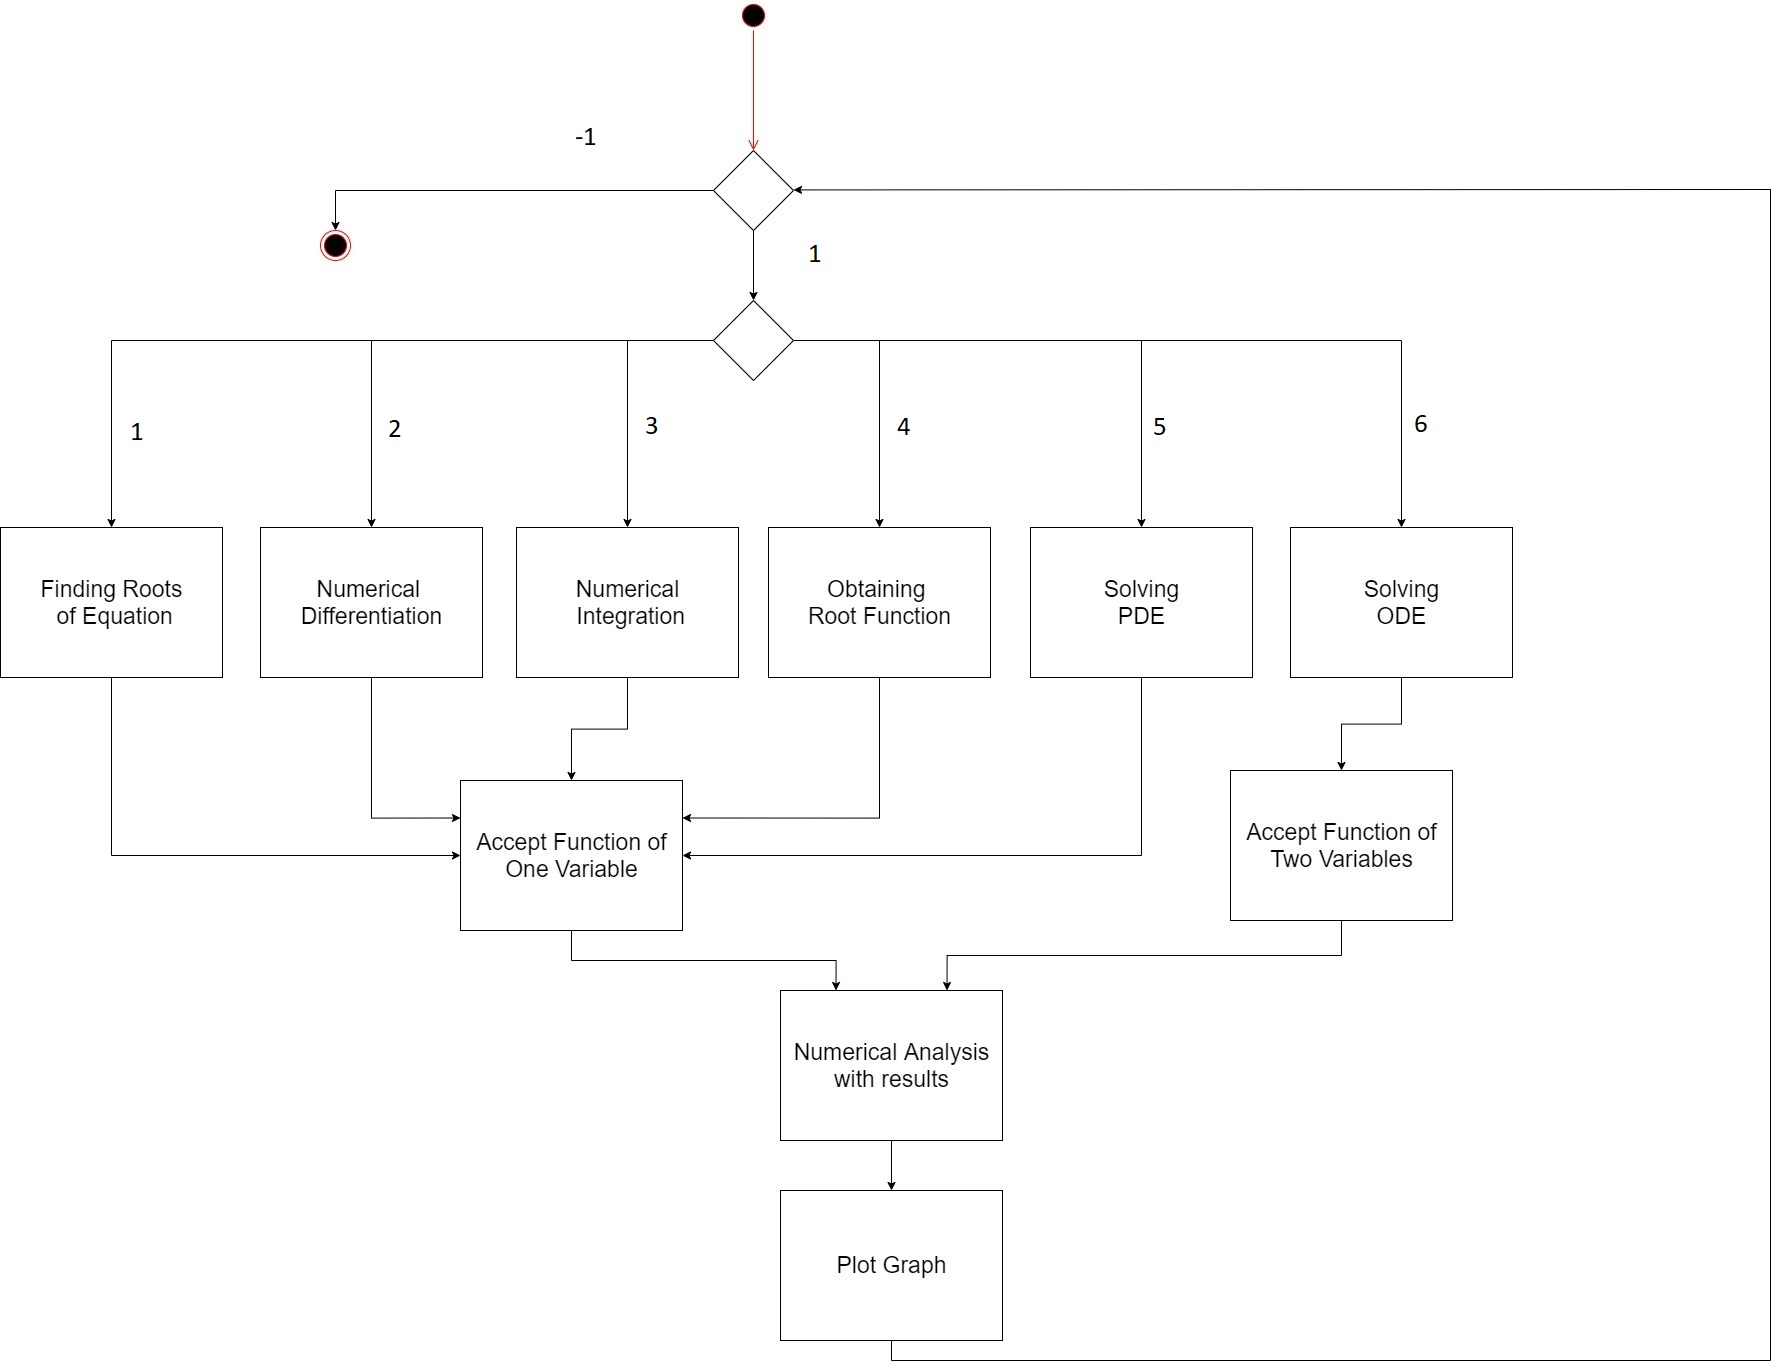 -1
1
1
2
3
4
5
6
Finding Roots
of Equation
Numerical
Differentiation
Numerical
Integration
Obtaining
Root Function
Solving
PDE
Solving
ODE
Accept Function of
One Variable
Accept Function of
Two Variables
Numerical Analysis
with results
Plot Graph